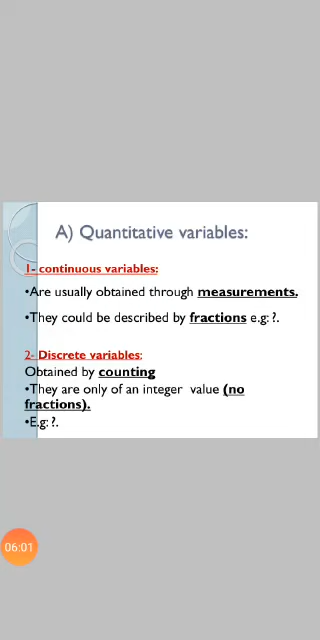 A) Quantitative variables:
1- continuous variables:
•Are usually obtained through measurements.
•They could be described by fractions e.g: ?.
2- Discrete variables:
Obtained by counting
•They are only of an integer value (no
fractions).
•E.g: ?.
06:01